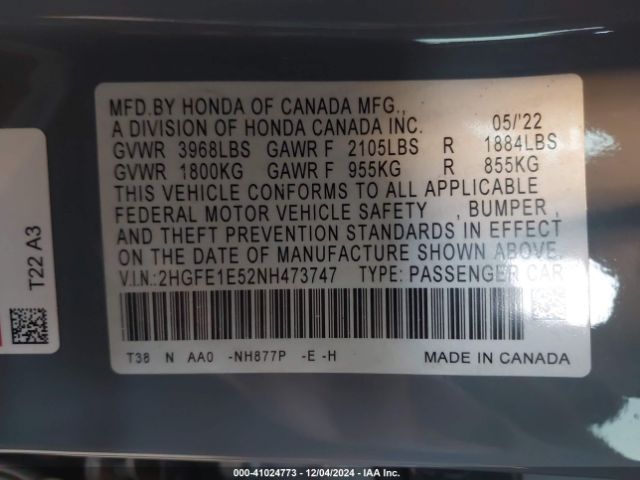 MFD.BY HONDA OF CANADA MFG.,
A DIVISION OF HONDA CANADA INC. 05/'22
GVWR 3968LBS GAWR F 2105LBS R 1884LBS
GVWR 1800KG GAWR F 955KG R 855KG
THIS VEHICLE CONFORMS TO ALL APPLICABLE
FEDERAL MOTOR VEHICLE SAFETY , BUMPER ,
AND THEFT PREVENTION STANDARDS IN EFFECT
ON THE DATE OF MANUFACTURE SHOWN ABOVE.
V.I.N.:2HGFE1E52NH473747 TYPE: PASSENGER CAR
T38 N AA0 -NH877P -E -H MADE IN CANADA
T22 A3
000-41024773 - 12/04/2024 - IAA Inc.